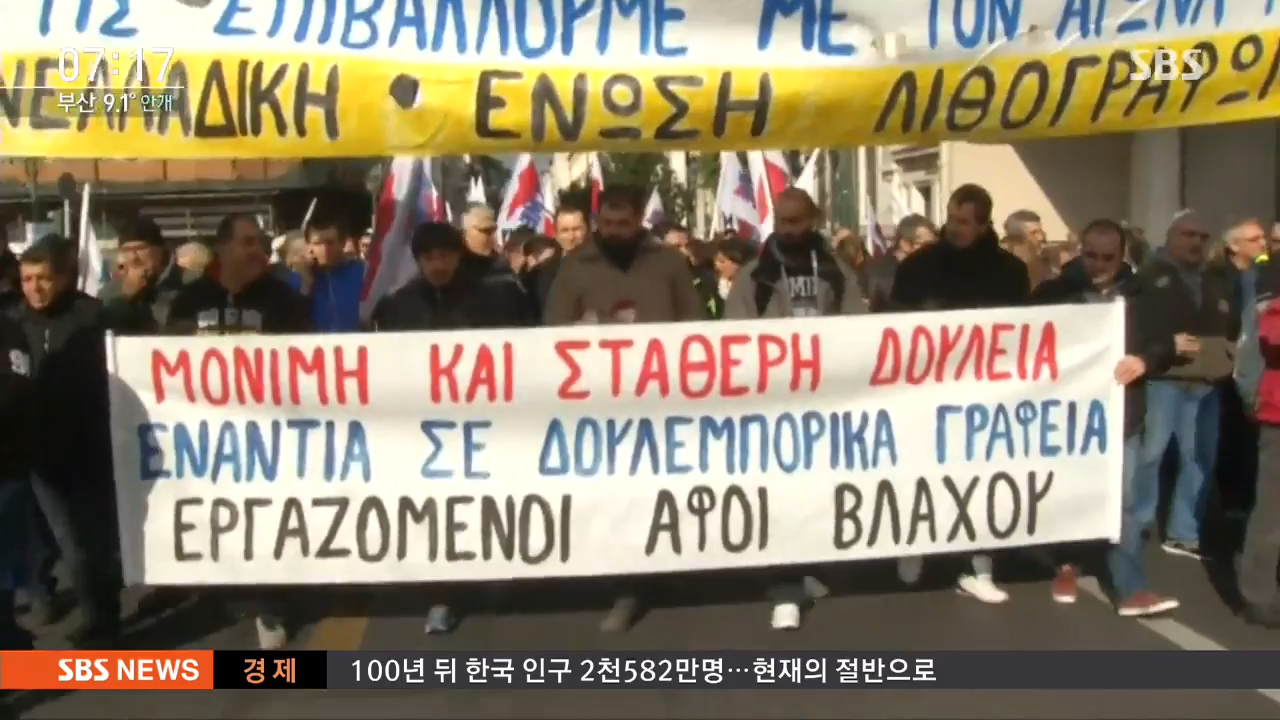 ΤΙΣ ΕΠΙΒΑΛΛΟΥΜΕ ΜΕ ΤΟΝ ΑΓΩΝΑ
07:17
SBS
부산 9.1° 안개
ΝΕΛΛΑΔΙΚΗ • ΕΝΩΣΗ ΛΙΘΟΓΡΑΦΩΝ
ΜΟΝΙΜΗ ΚΑΙ ΣΤΑΘΕΡΗ ΔΟΥΛΕΙΑ
ΕΝΑΝΤΙΑ ΣΕ ΔΟΥΛΕΜΠΟΡΙΚΑ ΓΡΑΦΕΙΑ
ΕΡΓΑΖΟΜΕΝΟΙ ΑΦΟΙ ΒΛΑΧΟΥ
SBS NEWS 경제 100년 뒤 한국 인구 2천582만명…현재의 절반으로